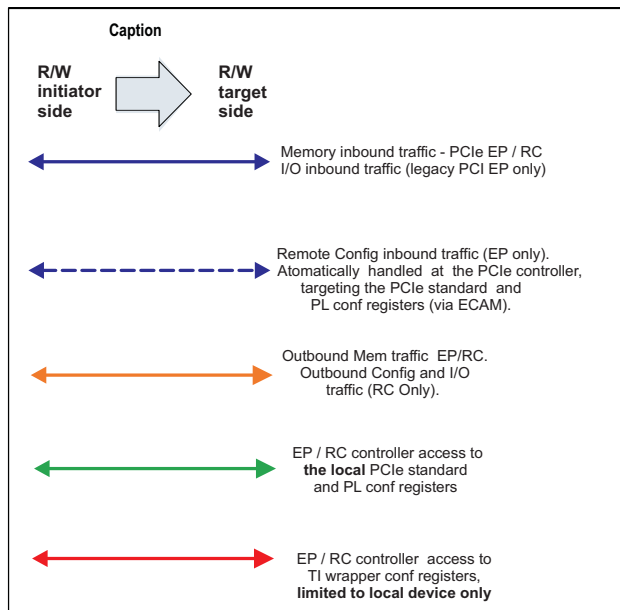 Caption
R/W
initiator
side
R/W
target
side
Memory inbound traffic - PCIe EP / RC
I/O inbound traffic (legacy PCI EP only)
Remote Config inbound traffic (EP only).
Atomatically handled at the PCIe controller,
targeting the PCIe standard and
PL conf registers (via ECAM).
Outbound Mem traffic EP/RC.
Outbound Config and I/O
traffic (RC Only).
EP / RC controller access to
the local PCIe standard
and PL conf registers
EP / RC controller access to
TI wrapper conf registers,
limited to local device only